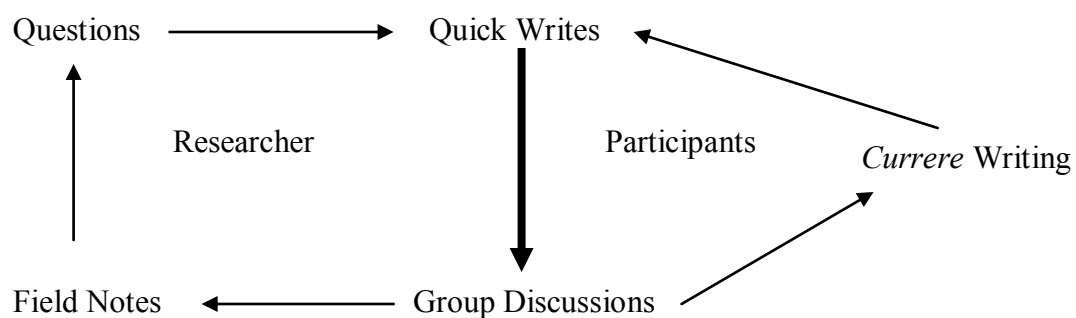 Questions
Quick Writes
Researcher
Participants
Currere Writing
Field Notes
Group Discussions